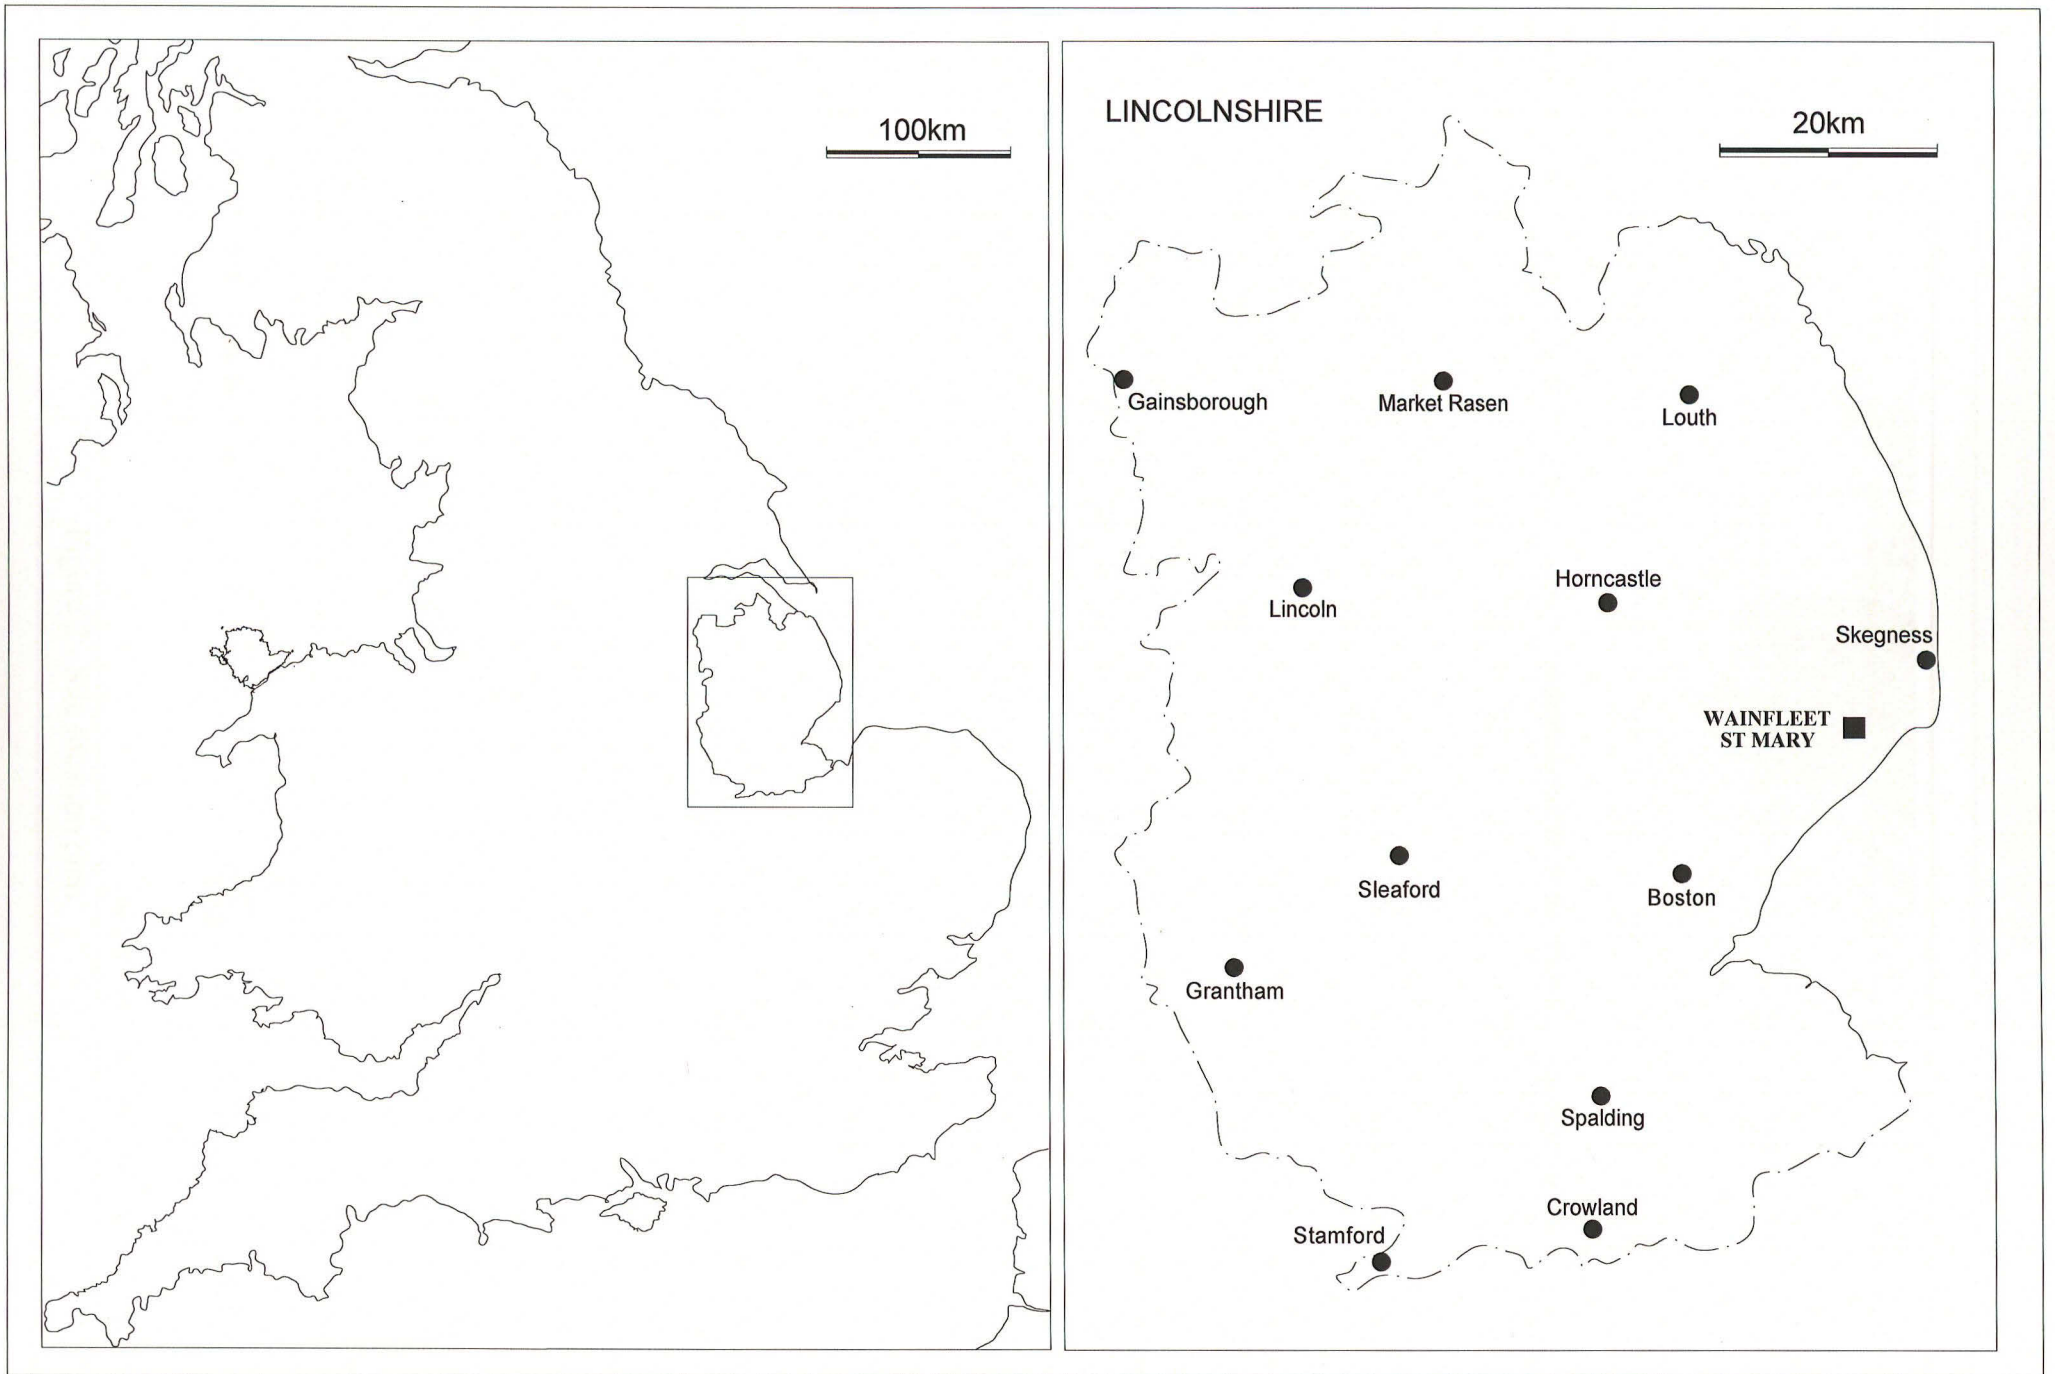 100km
LINCOLNSHIRE
20km
Gainsborough
Market Rasen
Louth
Lincoln
Horncastle
Skegness
WAINFLEET
ST MARY
Sleaford
Boston
Grantham
Spalding
Crowland
Stamford